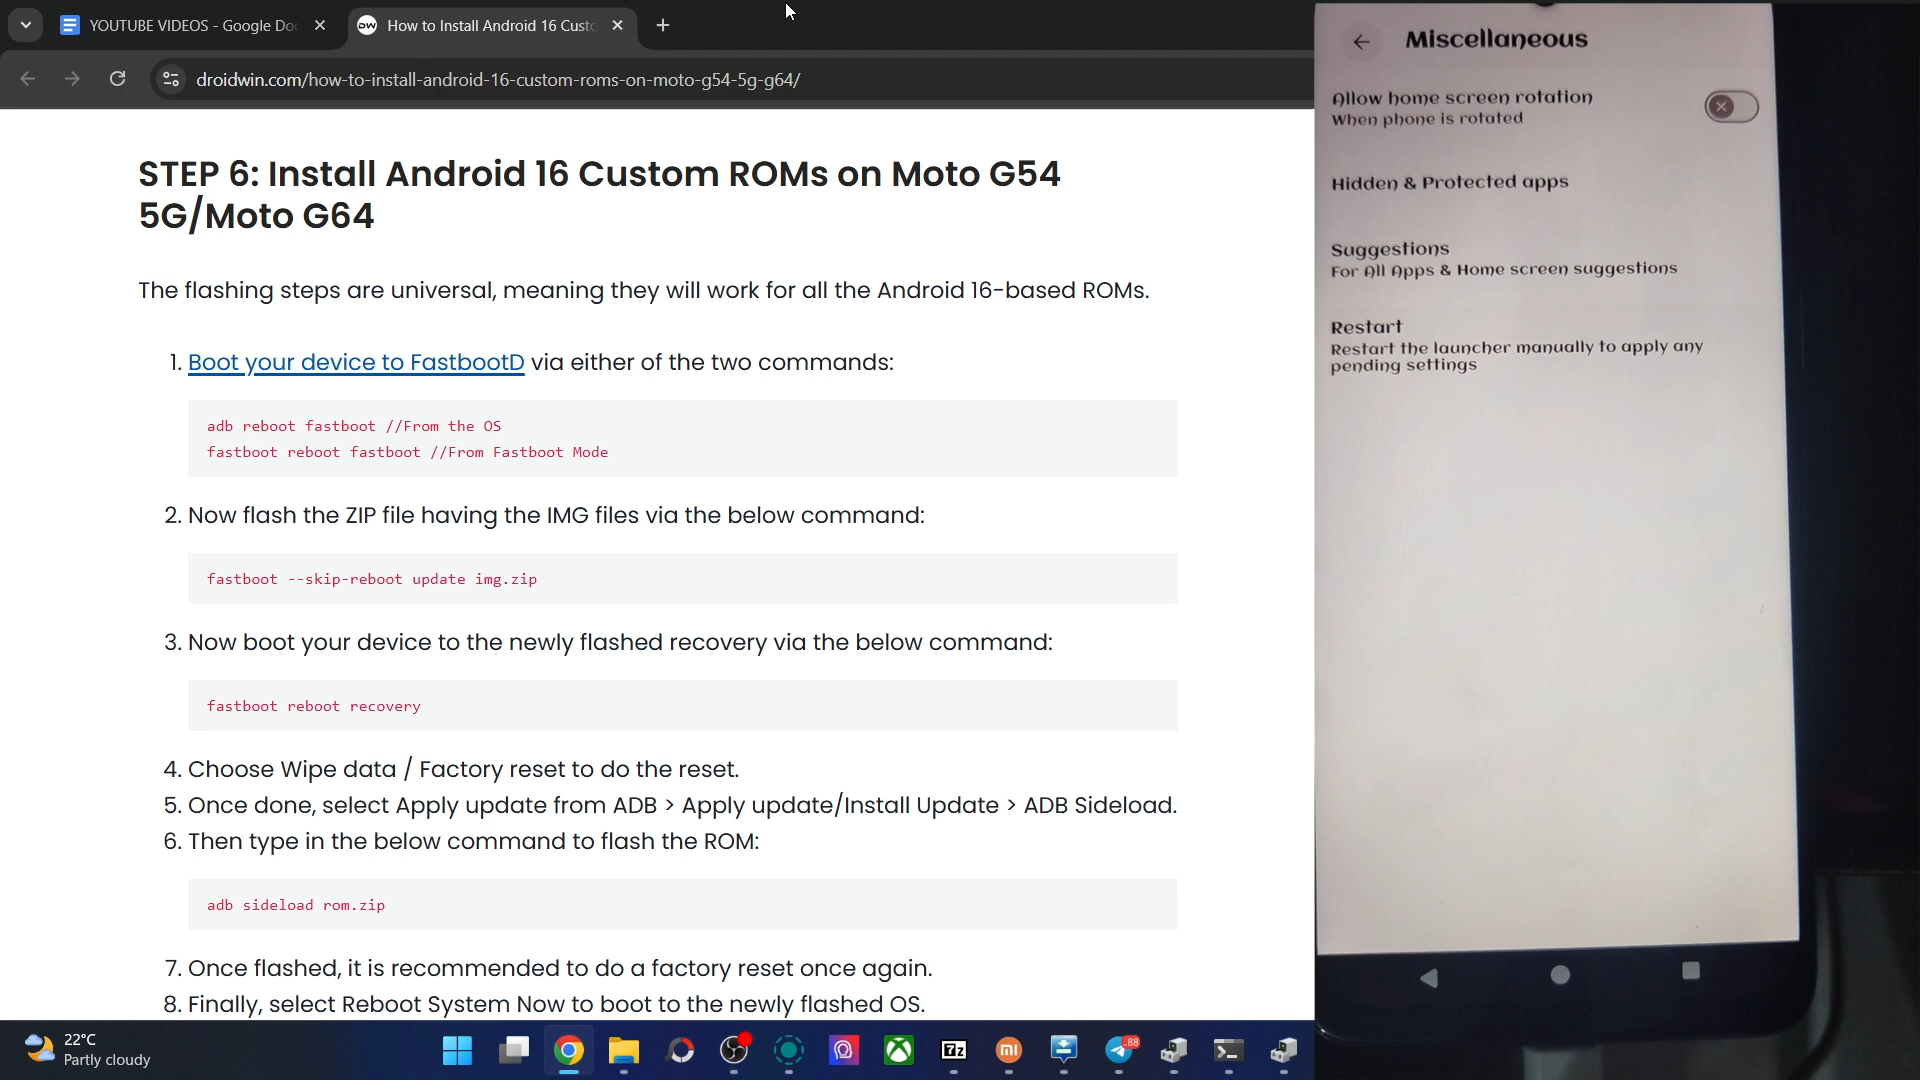 YOUTUBE VIDEOS - Google Do
How to Install Android 16 Custo
droidwin.com/how-to-install-android-16-custom-roms-on-moto-g54-5g-g64/
STEP 6: Install Android 16 Custom ROMs on Moto G54
5G/Moto G64
The flashing steps are universal, meaning they will work for all the Android 16-based ROMs.
1. Boot your device to FastbootD via either of the two commands:
adb reboot fastboot //From the OS
fastboot reboot fastboot //From Fastboot Mode
2. Now flash the ZIP file having the IMG files via the below command:
fastboot --skip-reboot update img.zip
3. Now boot your device to the newly flashed recovery via the below command:
fastboot reboot recovery
4. Choose Wipe data / Factory reset to do the reset.
5. Once done, select Apply update from ADB > Apply update/Install Update > ADB Sideload.
6. Then type in the below command to flash the ROM:
adb sideload rom.zip
7. Once flashed, it is recommended to do a factory reset once again.
8. Finally, select Reboot System Now to boot to the newly flashed OS.
22°C
Partly cloudy
7z
mi
.88
Miscellaneous
Allow home screen rotation
When phone is rotated
Hidden & Protected apps
Suggestions
For All Apps & Home screen suggestions
Restart
Restart the launcher manually to apply any
pending settings